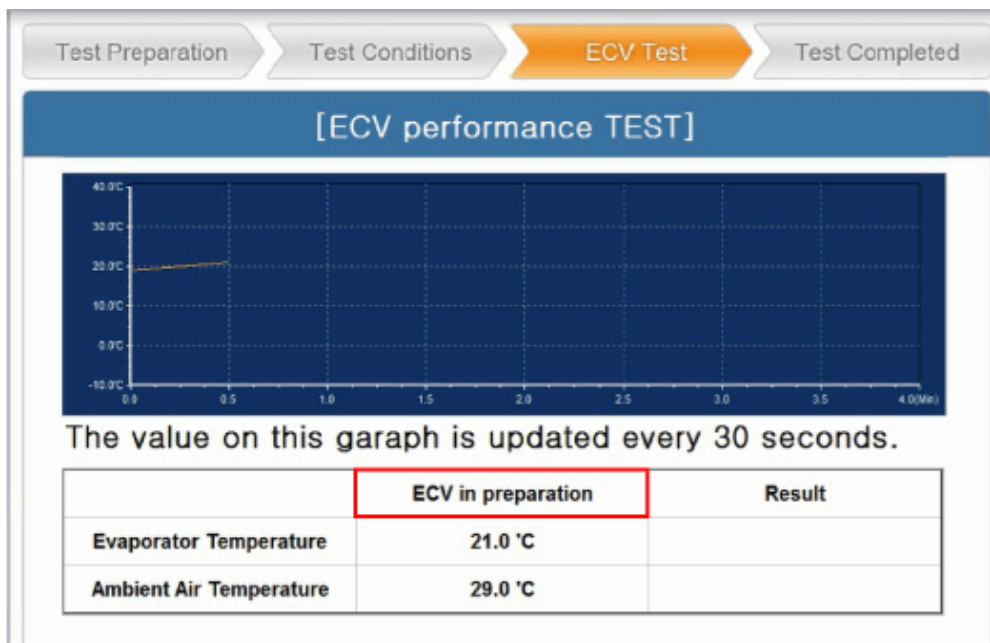 Test Preparation Test Conditions ECV Test Test Completed
[ECV performance TEST]
40.0'C
30.0'C
20.0'C
10.0'C
0.0'C
-10.0'C
0.0 0.5 1.0 1.5 2.0 2.5 3.0 3.5 4.0(Min)
The value on this garaph is updated every 30 seconds.
ECV in preparation Result
Evaporator Temperature 21.0 'C
Ambient Air Temperature 29.0 'C